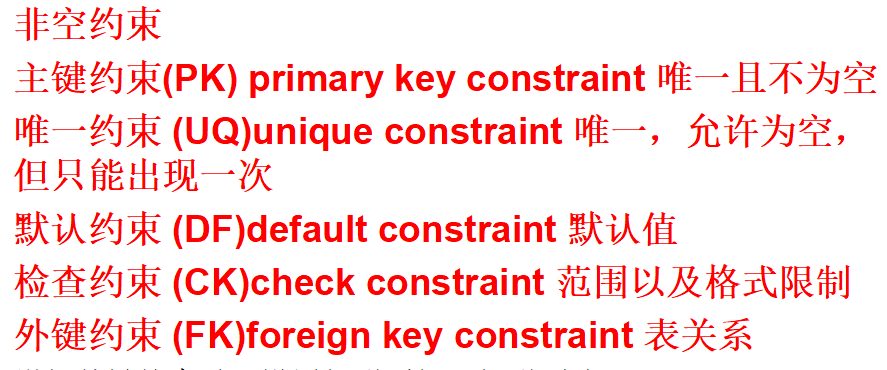 非空约束
主键约束(PK) primary key constraint 唯一且不为空
唯一约束 (UQ)unique constraint 唯一，允许为空，
但只能出现一次
默认约束 (DF)default constraint 默认值
检查约束 (CK)check constraint 范围以及格式限制
外键约束 (FK)foreign key constraint 表关系